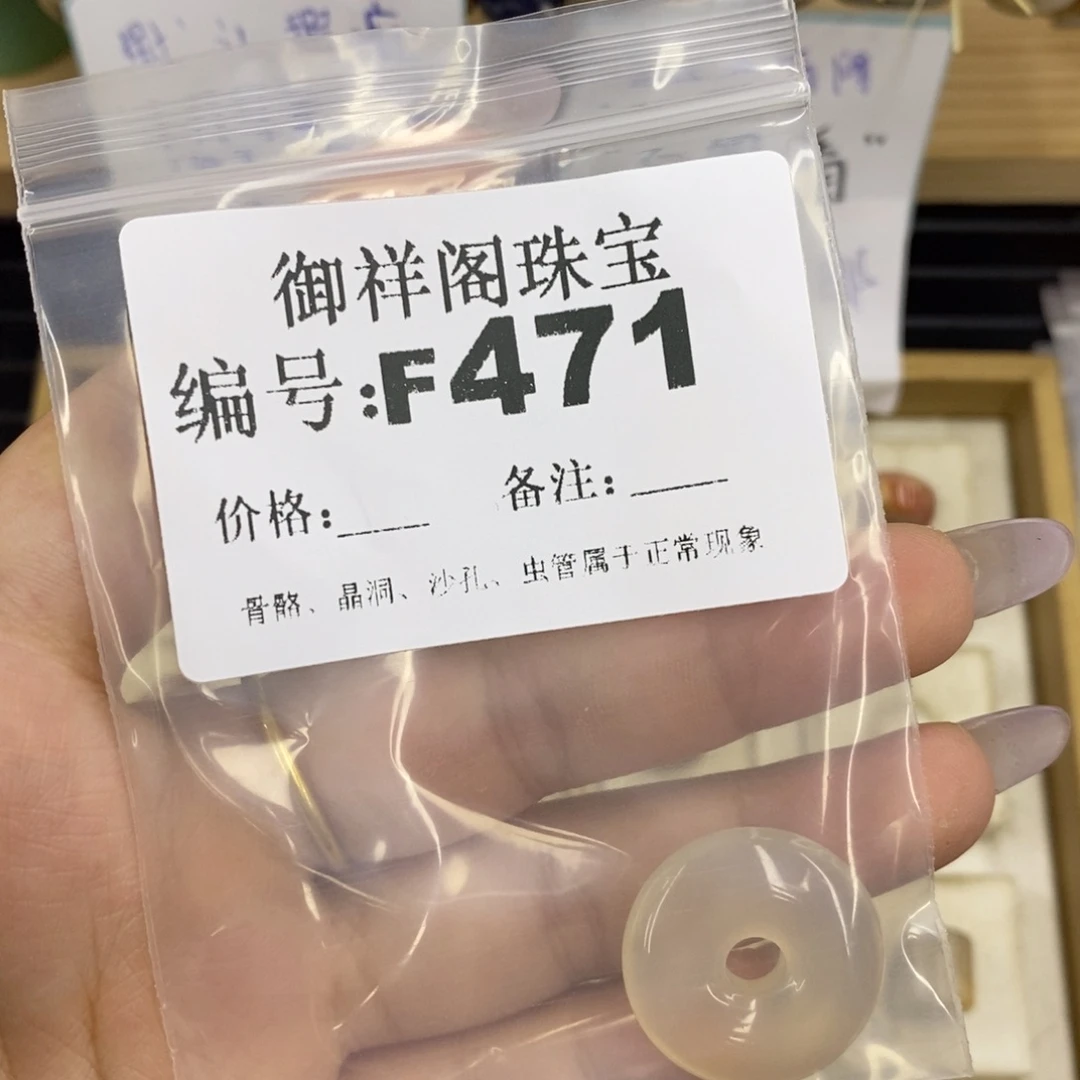 御祥阁珠宝
编号:F471
价格:____ 备注:____
骨骼、晶洞、沙孔、虫管属于正常现象